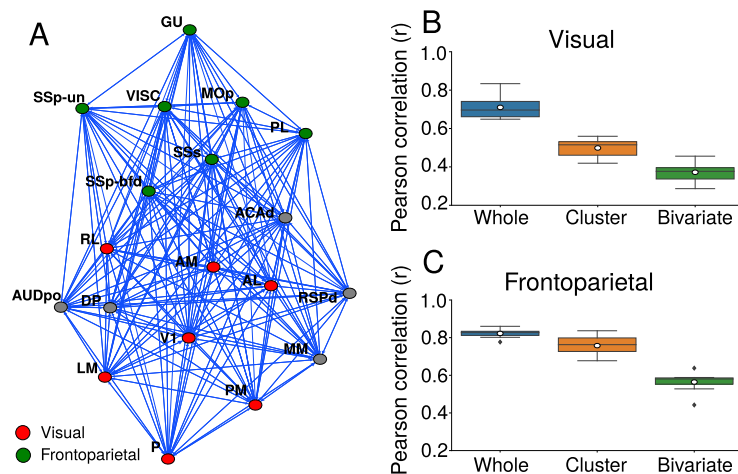 A
GU
SSp-un
VISC
MOp
PL
SSs
SSp-bfd
ACAd
RL
AM
AL
RSPd
AUDpo
DP
V1
MM
LM
PM
P
Visual
Frontoparietal
B
Visual
Pearson correlation (r)
1.0
0.8
0.6
0.4
0.2
Whole Cluster Bivariate
C
Frontoparietal
Pearson correlation (r)
1.0
0.8
0.6
0.4
0.2
Whole Cluster Bivariate